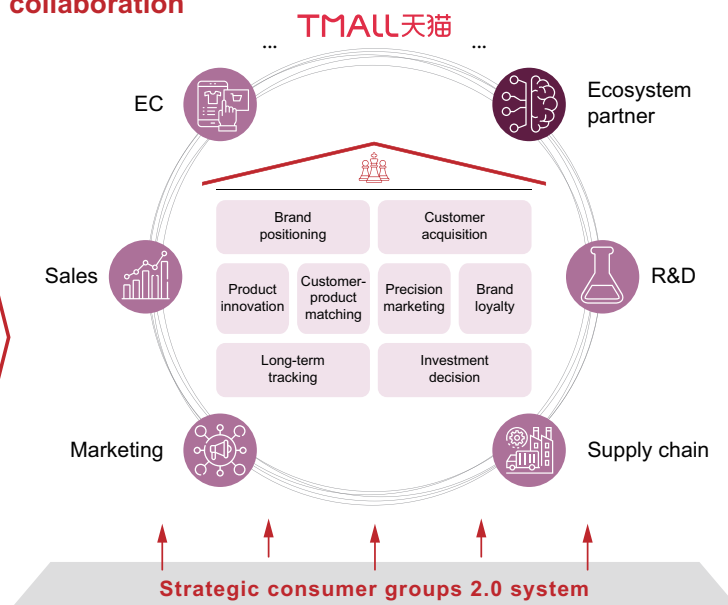 collaboration
TMALL天猫
...
...
EC
Ecosystem
partner
Brand
positioning
Customer
acquisition
Sales
R&D
Product
innovation
Customer-
product
matching
Precision
marketing
Brand
loyalty
Long-term
tracking
Investment
decision
Marketing
Supply chain
Strategic consumer groups 2.0 system